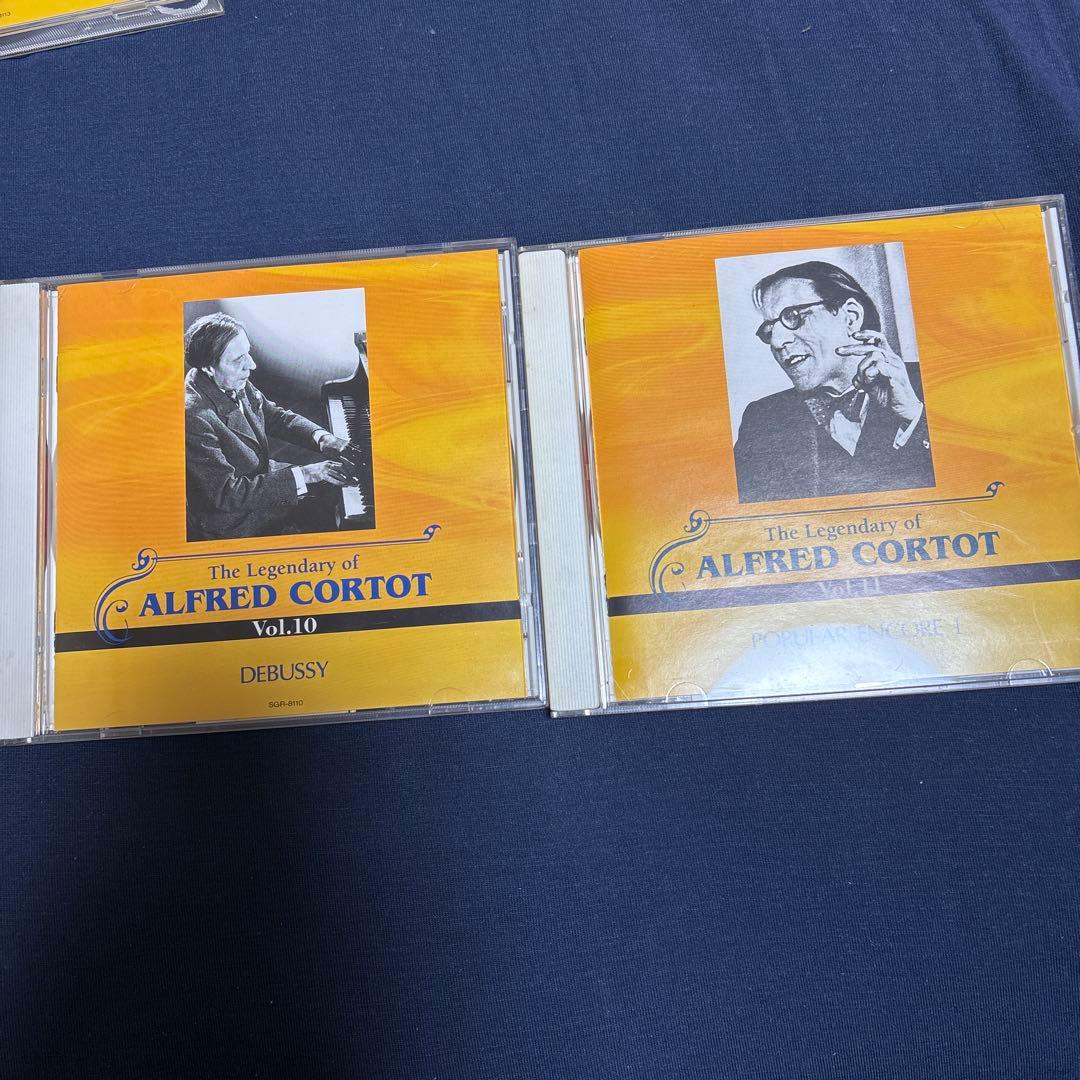 8113
The Legendary of
ALFRED CORTOT
Vol.10
DEBUSSY
SGR-8110
The Legendary of
ALFRED CORTOT
Vol.11
POPULAR ENCORE 1